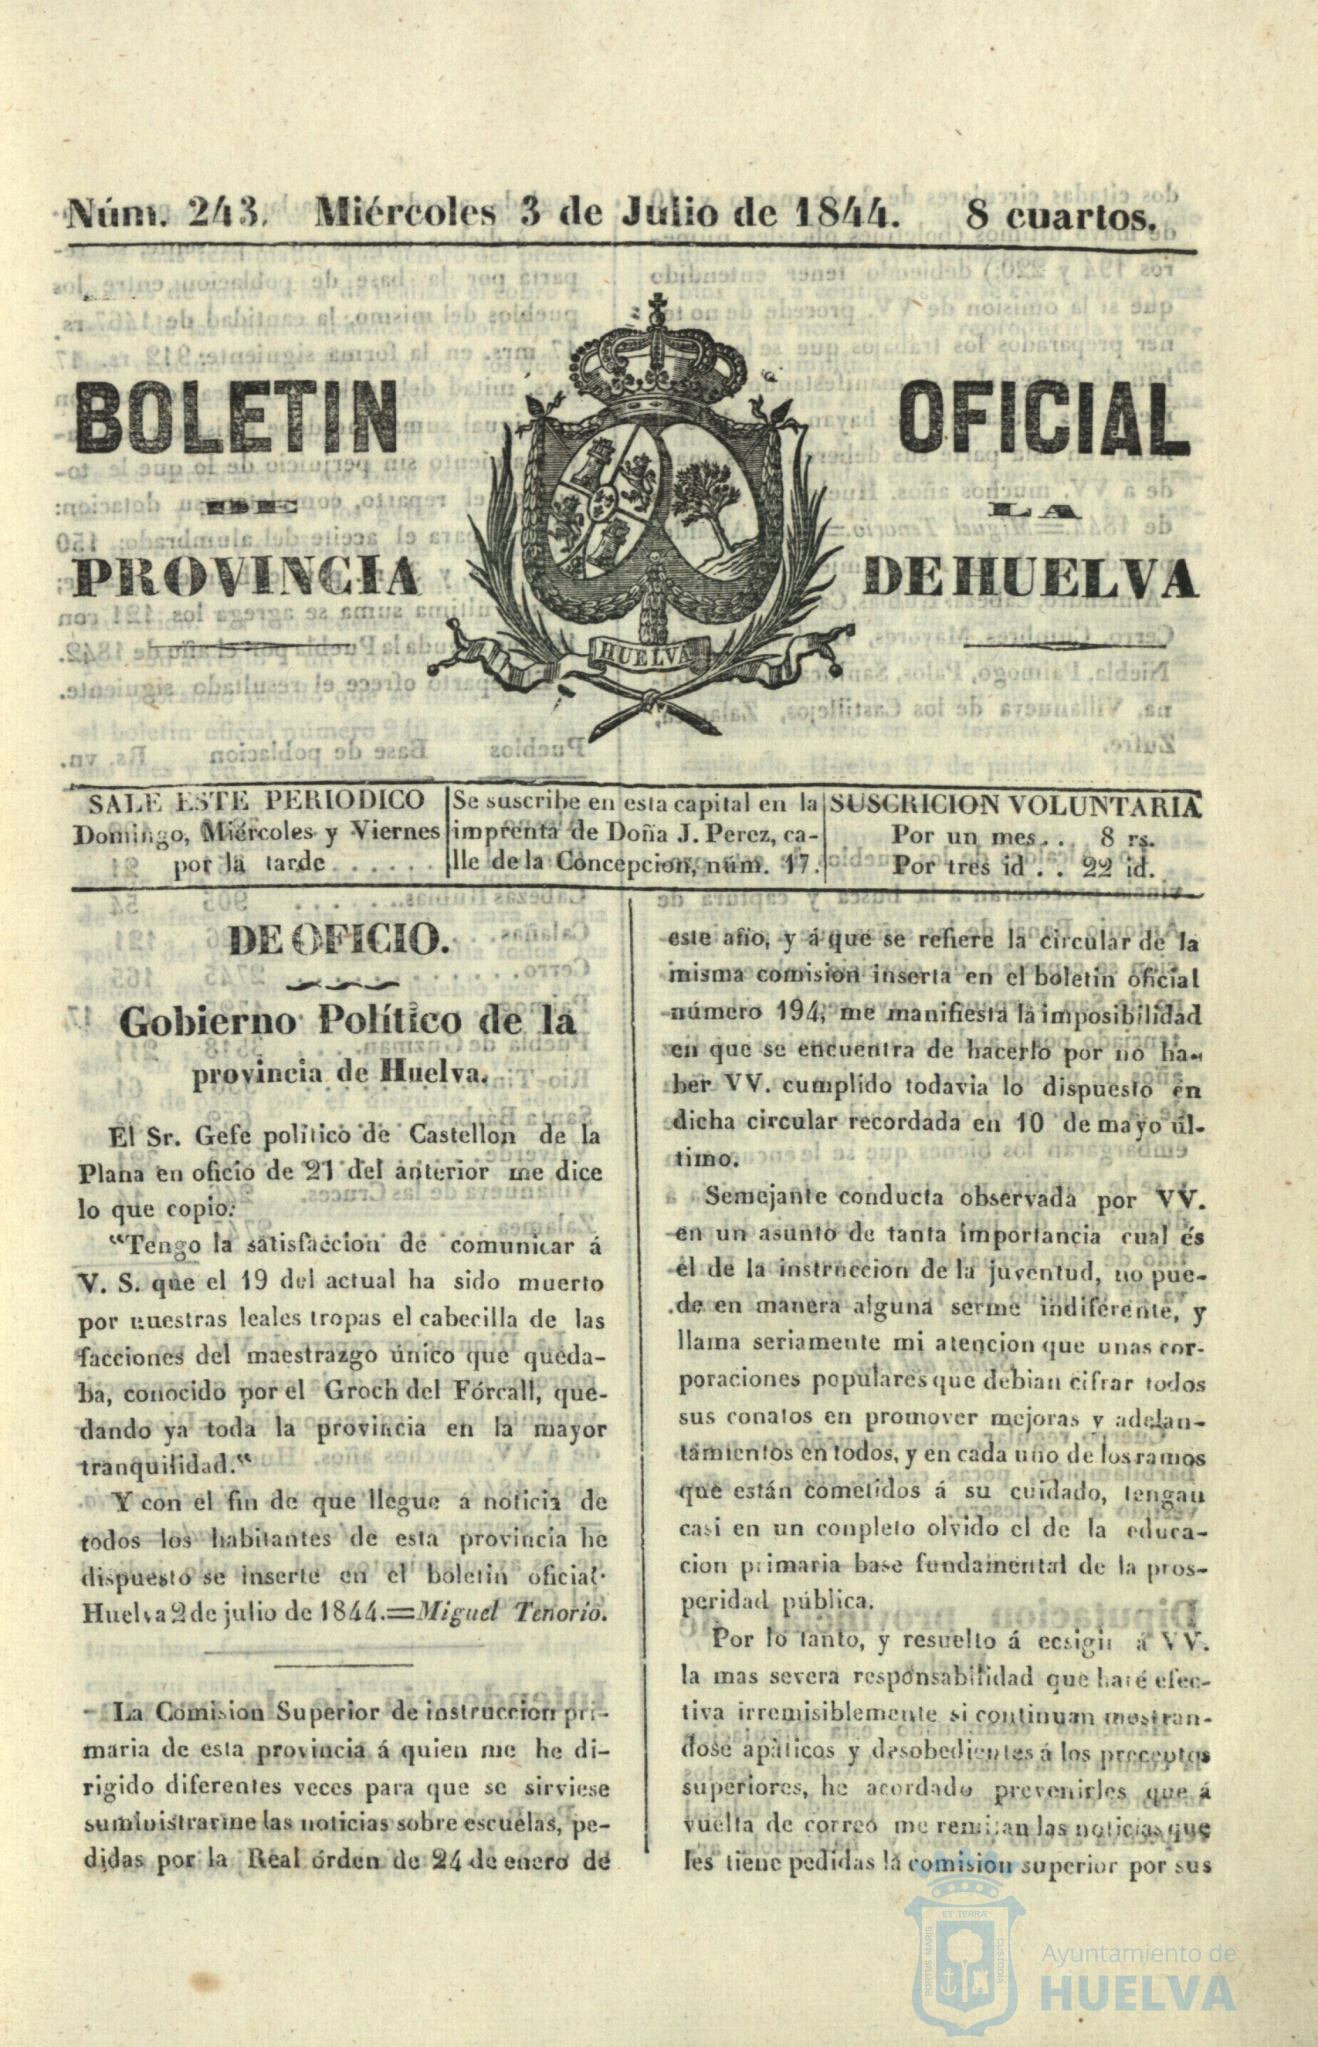 Núm. 243. Miércoles 3 de Julio de 1844. 8 cuartos.
BOLETIN OFICIAL
DE LA
PROVINCIA DE HUELVA
HUELVA
SALE ESTE PERIODICO
Domingo, Miércoles y Viernes
por la tarde . . . . .
Se suscribe en esta capital en la
imprenta de Doña J. Perez, ca-
lle de la Concepcion, núm. 17.
SUSCRICION VOLUNTARIA
Por un mes . . 8 rs.
Por tres id . . 22 id.
DE OFICIO.
Gobierno Político de la
provincia de Huelva.
El Sr. Gefe político de Castellon de la
Plana en oficio de 21 del anterior me dice
lo que copio.
“Tengo la satisfaccion de comunicar á
V. S. que el 19 del actual ha sido muerto
por nuestras leales tropas el cabecilla de las
facciones del maestrazgo único que queda-
ba, conocido por el Groch del Fórcall, que-
dando ya toda la provincia en la mayor
tranquilidad.“
Y con el fin de que llegue á noticia de
todos los habitantes de esta provincia he
dispuesto se inserte en el boletin oficial.
Huelva 2 de julio de 1844.=Miguel Tenorio.
La Comision Superior de instruccion pri-
maria de esta provincia á quien me he di-
rigido diferentes veces para que se sirviese
suministrarme las noticias sobre escuelas, pe-
didas por la Real órden de 24 de enero de
este año, y á que se refiere la circular de la
misma comision inserta en el boletin oficial
número 194, me manifiesta la imposibilidad
en que se encuentra de hacerlo por no ha-
ber VV. cumplido todavia lo dispuesto en
dicha circular recordada en 10 de mayo úl-
timo.
Semejante conducta observada por VV.
en un asunto de tanta importancia cual és
el de la instruccion de la juventud, no pue-
de en manera alguna serme indiferente, y
llama seriamente mi atencion que unas cor-
poraciones populares que debian cifrar todos
sus conatos en promover mejoras y adelan-
tamientos en todos, y en cada uno de los ramos
que están cometidos á su cuidado, tengan
casi en un conpleto olvido el de la educa-
cion primaria base fundamental de la pros-
peridad pública.
Por lo tanto, y resuelto á ecsigir á VV.
la mas severa responsabilidad que haré efec-
tiva irremisiblemente si continuan mostran-
dose apáticos y desobedientes á los preceptos
superiores, he acordado prevenirles que á
vuelta de correo me remitan las noticias que
les tiene pedidas la comision superior por sus
PORTUS MARIS ET TERRÆ CUSTODIA
Ayuntamiento de
HUELVA